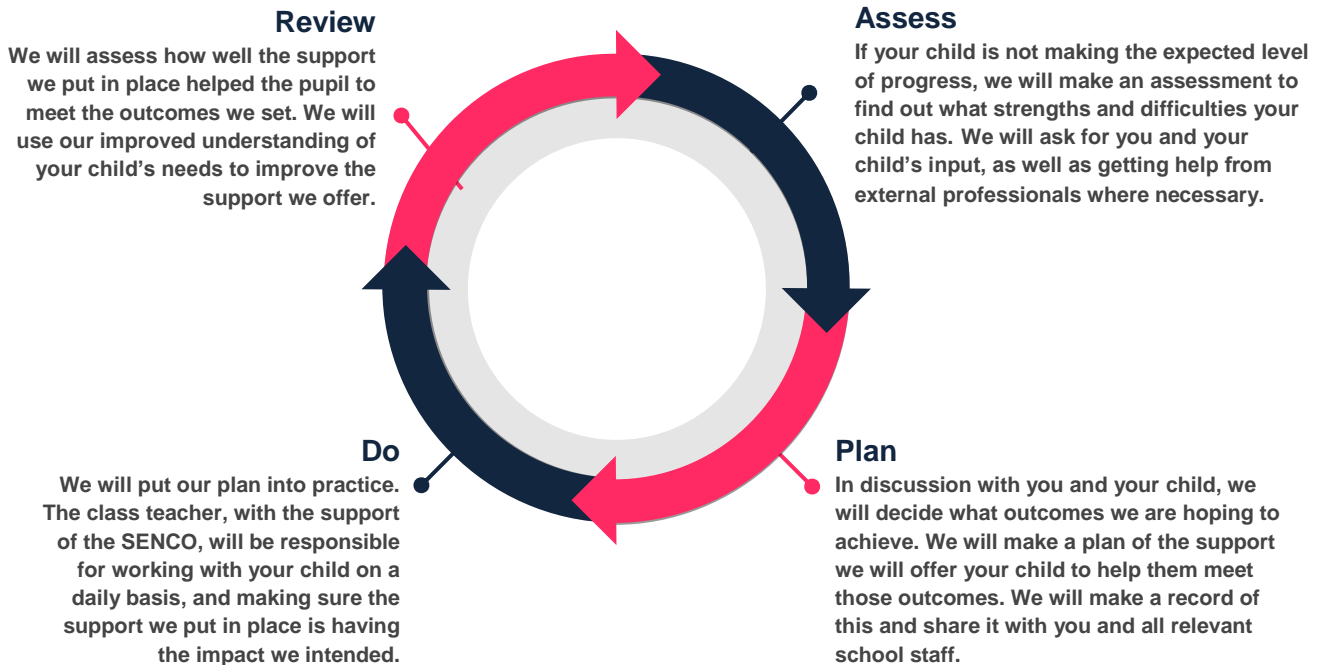 Review
We will assess how well the support
we put in place helped the pupil to
meet the outcomes we set. We will
use our improved understanding of
your child’s needs to improve the
support we offer.
Assess
If your child is not making the expected level
of progress, we will make an assessment to
find out what strengths and difficulties your
child has. We will ask for you and your
child’s input, as well as getting help from
external professionals where necessary.
Do
We will put our plan into practice.
The class teacher, with the support
of the SENCO, will be responsible
for working with your child on a
daily basis, and making sure the
support we put in place is having
the impact we intended.
Plan
In discussion with you and your child, we
will decide what outcomes we are hoping to
achieve. We will make a plan of the support
we will offer your child to help them meet
those outcomes. We will make a record of
this and share it with you and all relevant
school staff.